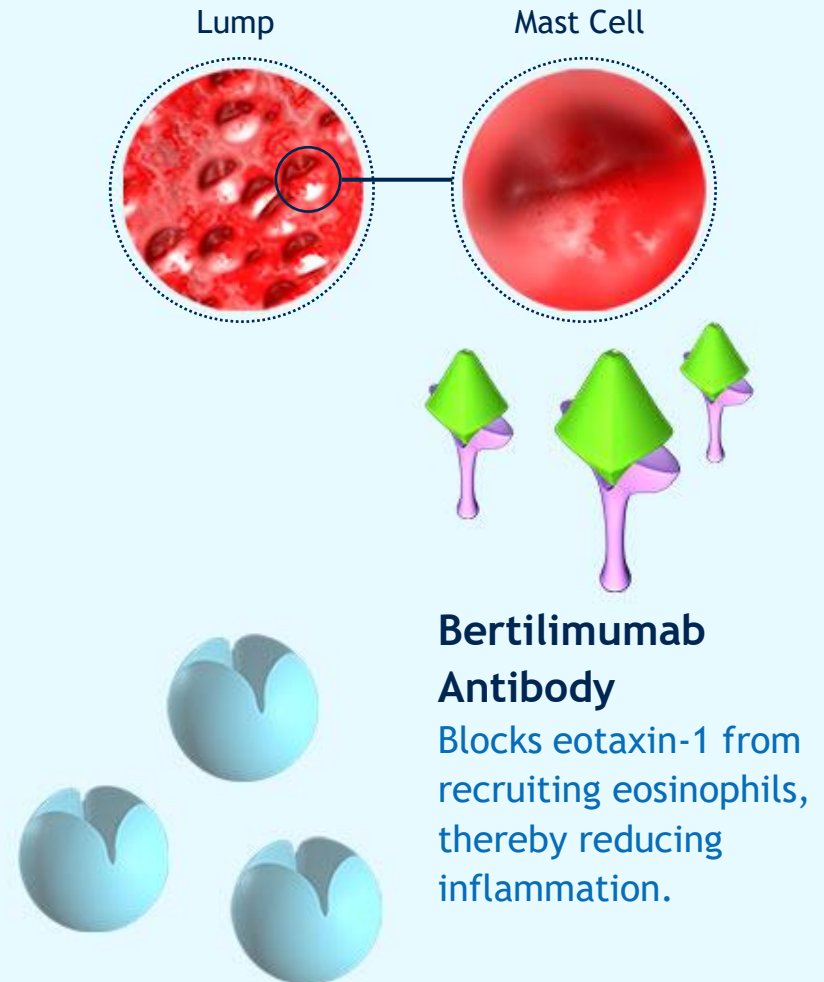 Lump
Mast Cell
Bertilimumab
Antibody
Blocks eotaxin-1 from
recruiting eosinophils,
thereby reducing
inflammation.